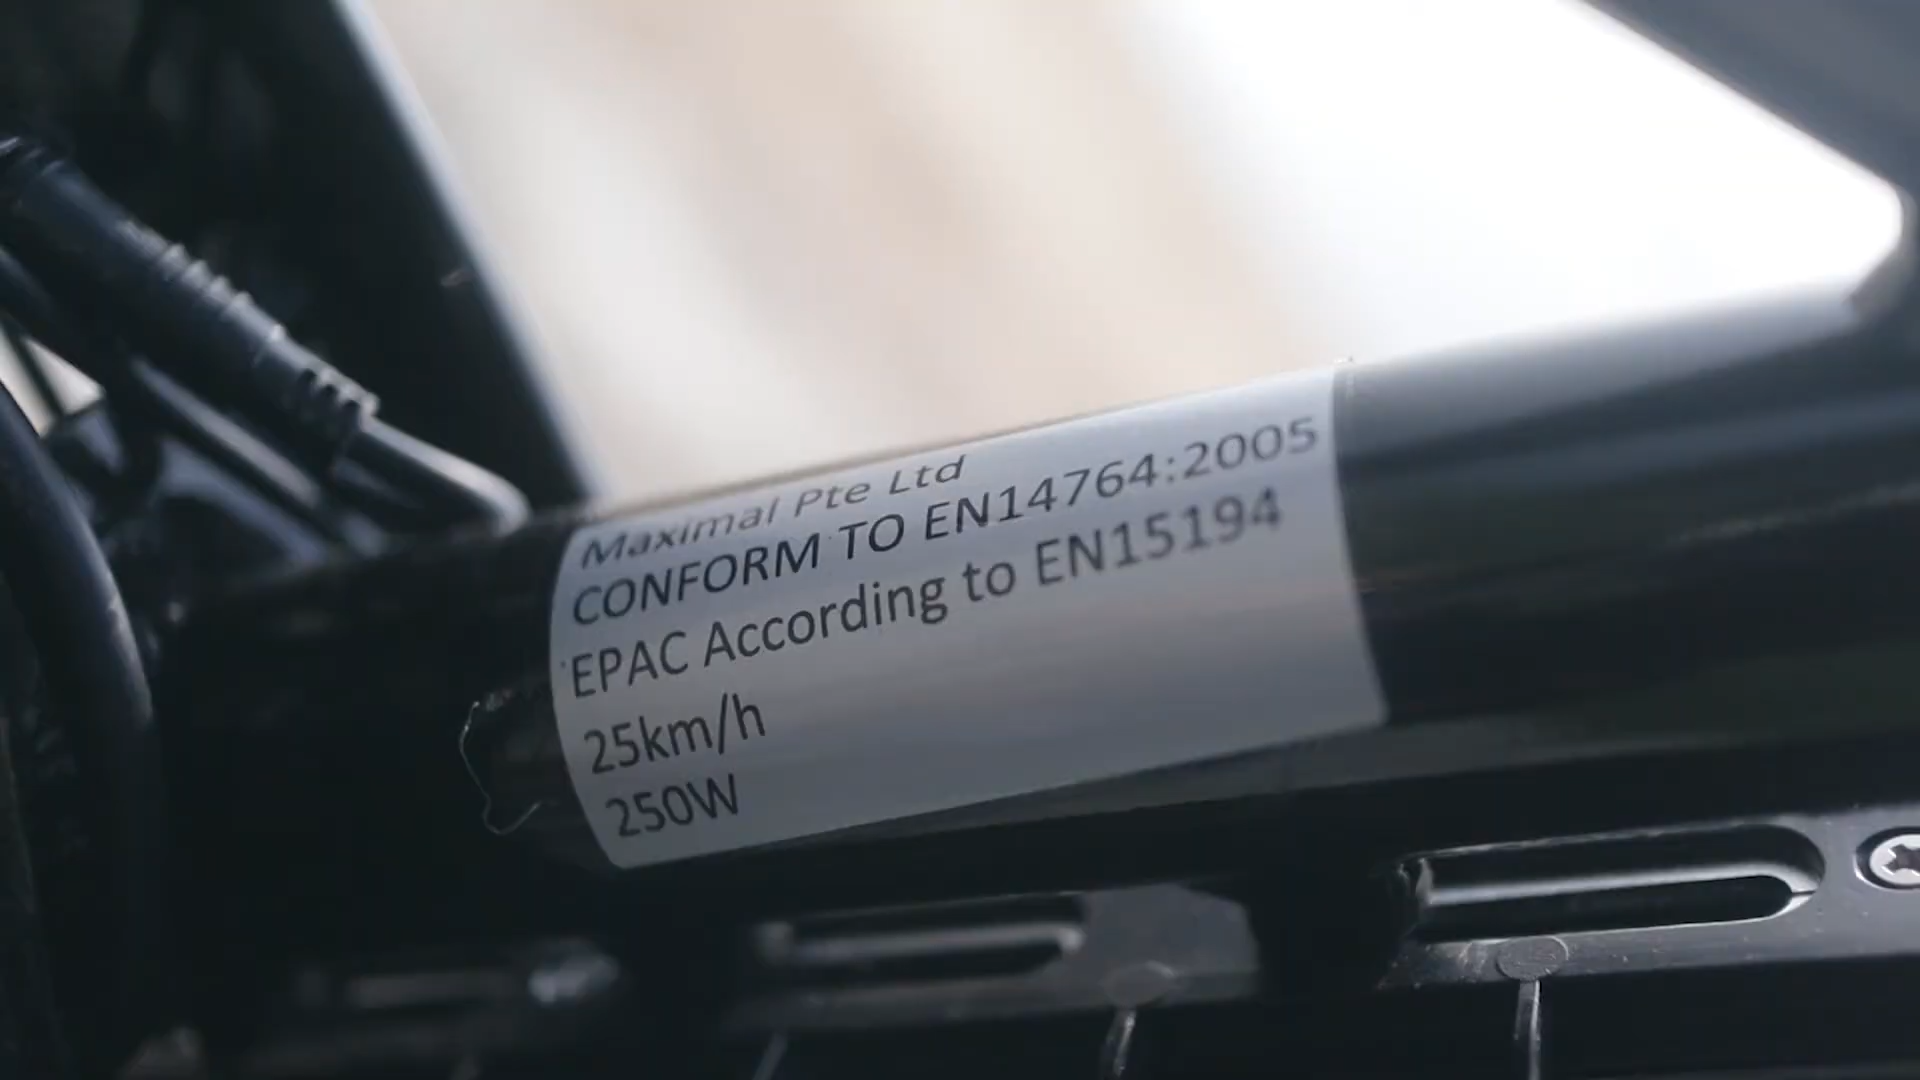 Maximal Pte Ltd
CONFORM TO EN14764:2005
EPAC According to EN15194
25km/h
250W